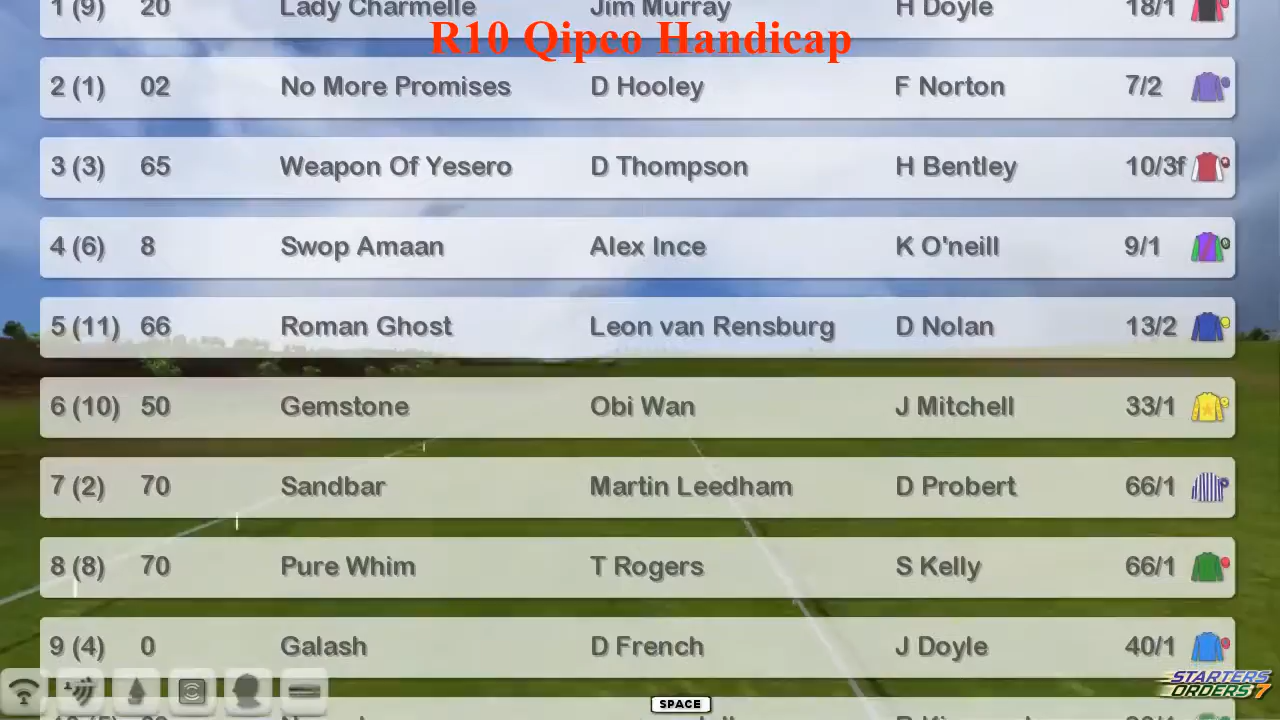 1 (9) 20 Lady Charmelle Jim Murray H Doyle 18/1
R10 Qipco Handicap
2 (1) 02 No More Promises D Hooley F Norton 7/2
3 (3) 65 Weapon Of Yesero D Thompson H Bentley 10/3f
4 (6) 8 Swop Amaan Alex Ince K O'neill 9/1
5 (11) 66 Roman Ghost Leon van Rensburg D Nolan 13/2
6 (10) 50 Gemstone Obi Wan J Mitchell 33/1
7 (2) 70 Sandbar Martin Leedham D Probert 66/1
8 (8) 70 Pure Whim T Rogers S Kelly 66/1
9 (4) 0 Galash D French J Doyle 40/1
STARTERS
ORDERS 7
SPACE